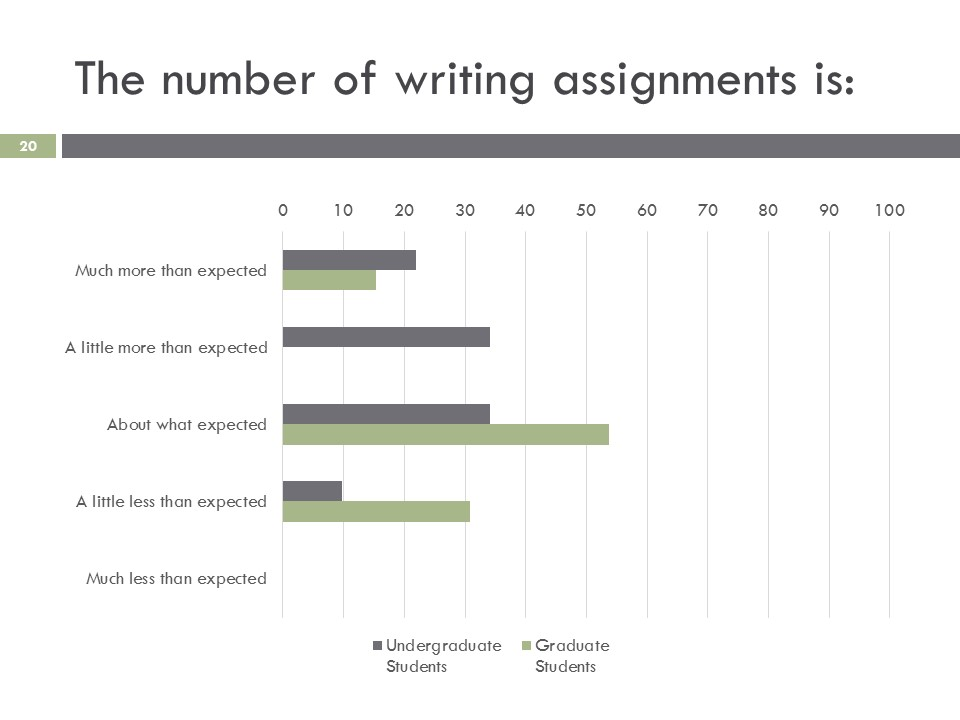 The number of writing assignments is:
20
0 10 20 30 40 50 60 70 80 90 100
Much more than expected
A little more than expected
About what expected
A little less than expected
Much less than expected
Undergraduate
Students
Graduate
Students